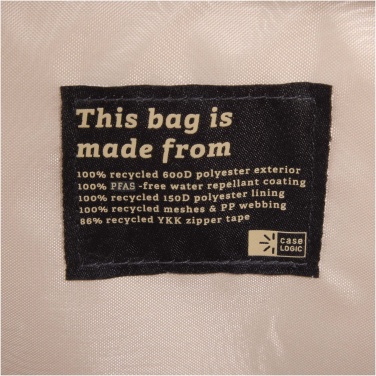 This bag is
made from
100% recycled 600D polyester exterior
100% PFAS-free water repellant coating
100% recycled 150D polyester lining
100% recycled meshes & PP webbing
86% recycled YKK zipper tape
case
LOGIC